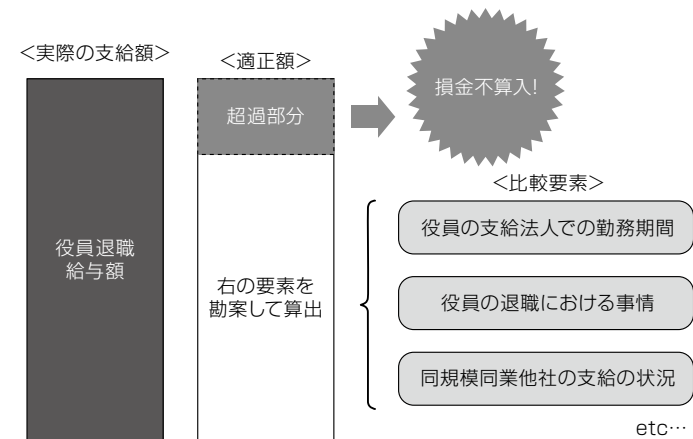 ＜実際の支給額＞
＜適正額＞
超過部分
損金不算入!
＜比較要素＞
役員の支給法人での勤務期間
役員退職
給与額
右の要素を
勘案して算出
役員の退職における事情
同規模同業他社の支給の状況
etc…